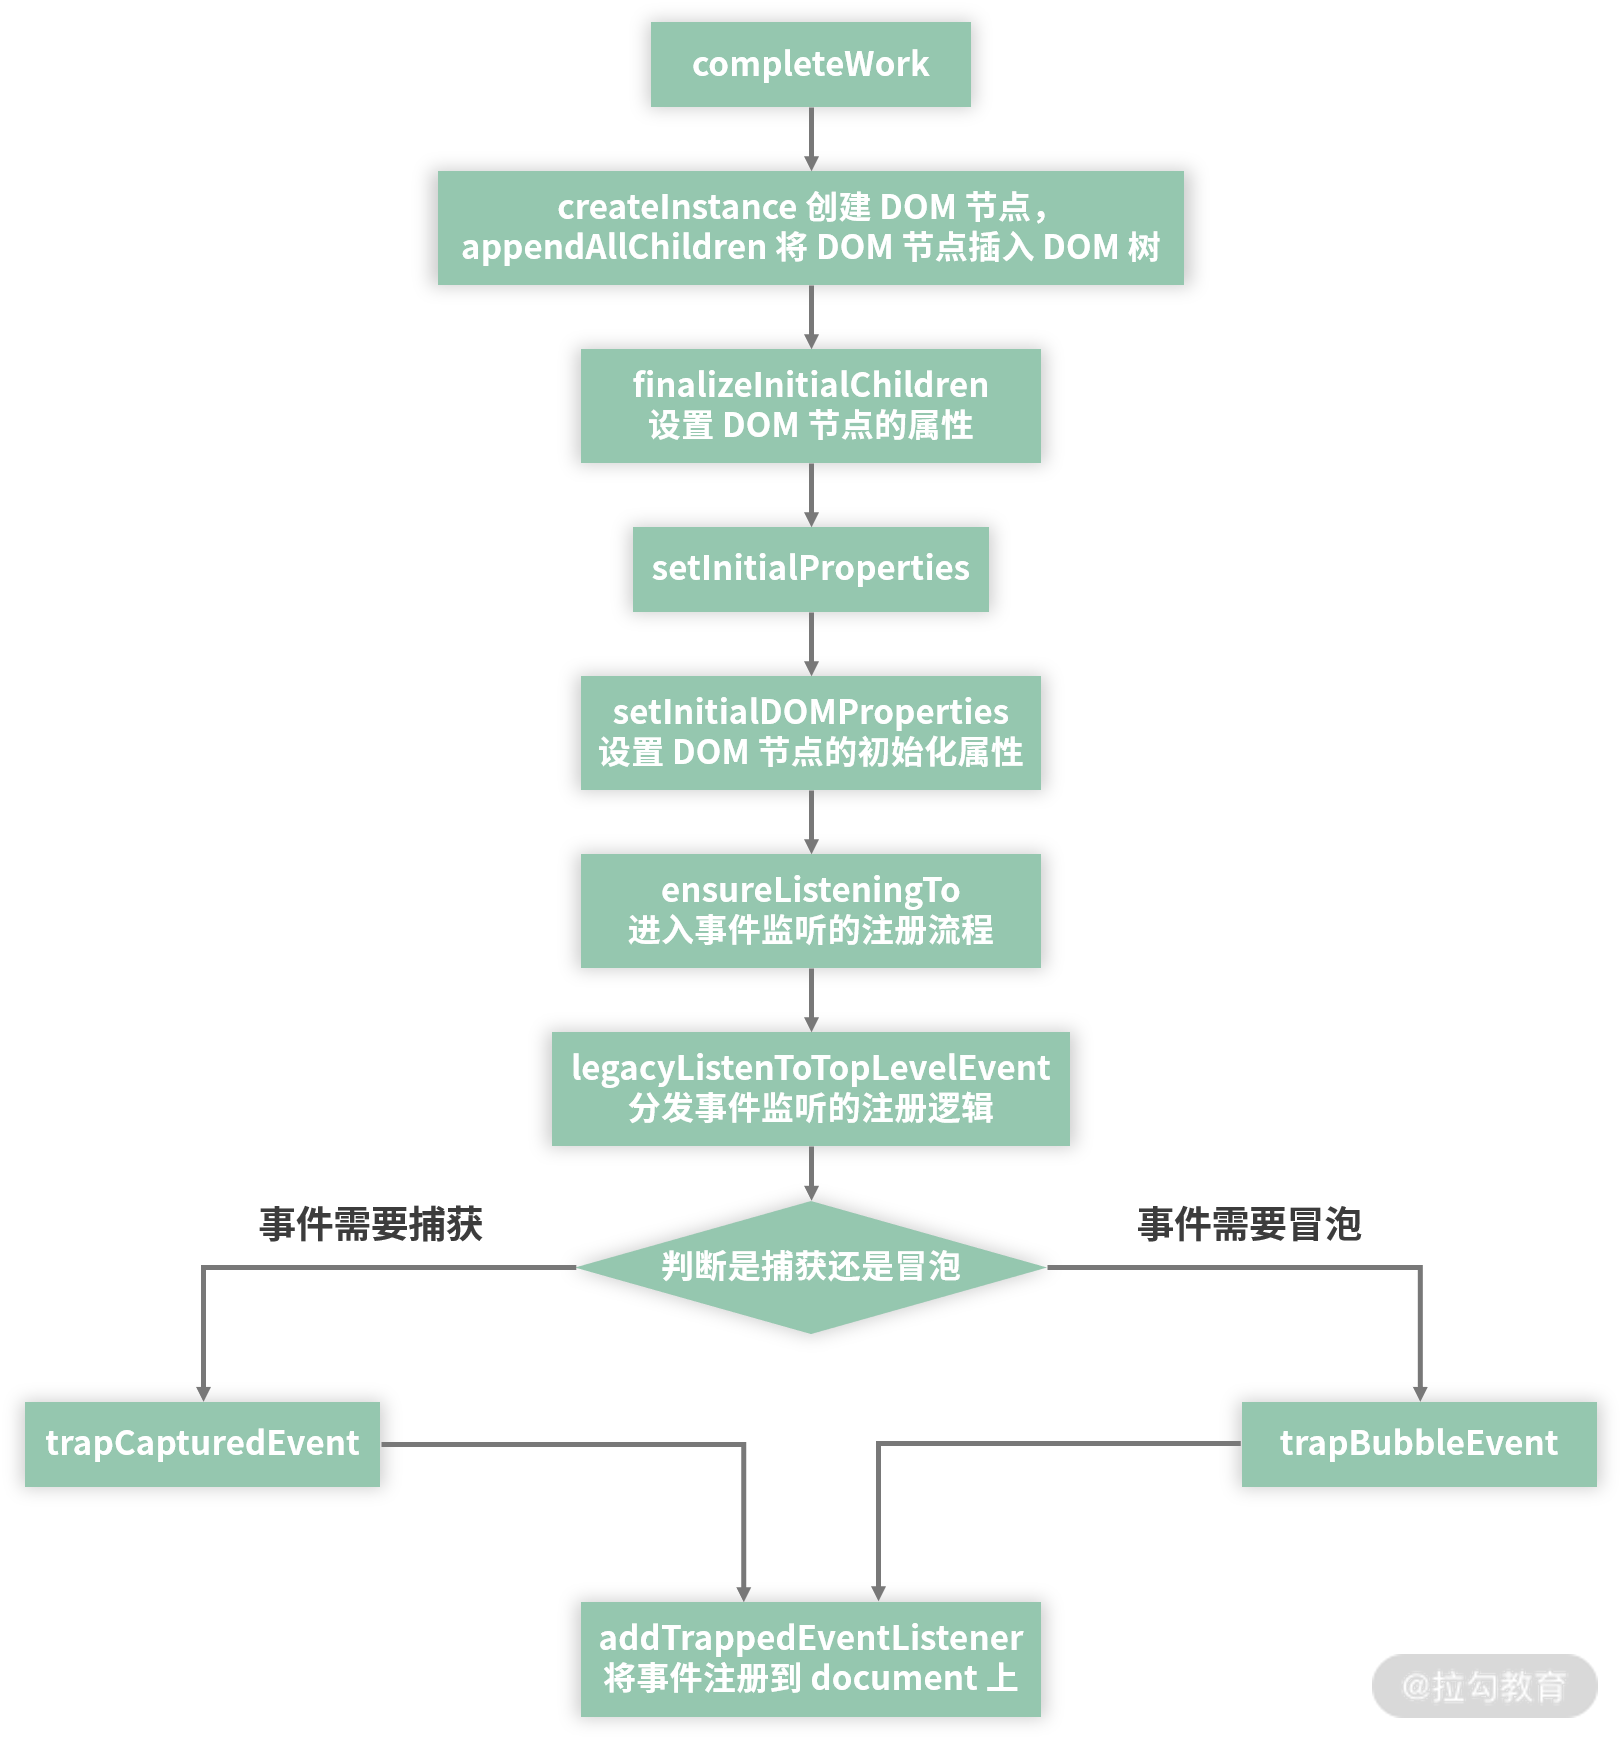 completeWork
createInstance 创建 DOM 节点，
appendAllChildren 将 DOM 节点插入 DOM 树
finalizeInitialChildren
设置 DOM 节点的属性
setInitialProperties
setInitialDOMProperties
设置 DOM 节点的初始化属性
ensureListeningTo
进入事件监听的注册流程
legacyListenToTopLevelEvent
分发事件监听的注册逻辑
事件需要捕获
事件需要冒泡
判断是捕获还是冒泡
trapCapturedEvent
trapBubbleEvent
addTrappedEventListener
将事件注册到 document 上
@拉勾教育